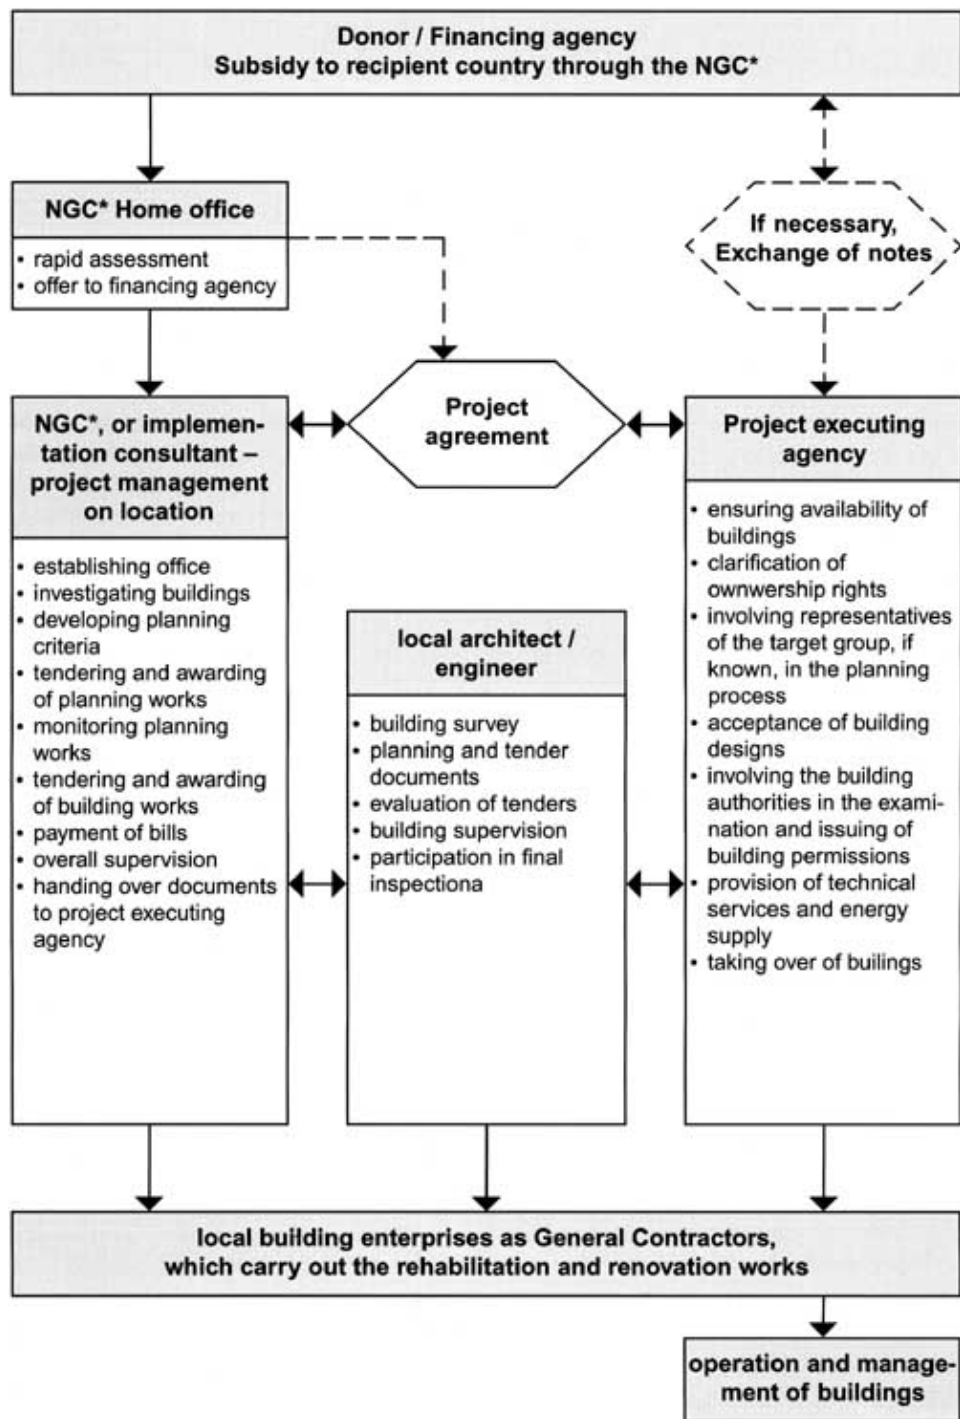 Donor / Financing agency
Subsidy to recipient country through the NGC*
NGC* Home office
• rapid assessment
• offer to financing agency
If necessary,
Exchange of notes
Project
agreement
NGC*, or implemen-
tation consultant –
project management
on location
• establishing office
• investigating buildings
• developing planning
criteria
• tendering and awarding
of planning works
• monitoring planning
works
• tendering and awarding
of building works
• payment of bills
• overall supervision
• handing over documents
to project executing
agency
local architect /
engineer
• building survey
• planning and tender
documents
• evaluation of tenders
• building supervision
• participation in final
inspectiona
Project executing
agency
• ensuring availability of
buildings
• clarification of
ownwership rights
• involving representatives
of the target group, if
known, in the planning
process
• acceptance of building
designs
• involving the building
authorities in the exami-
nation and issuing of
building permissions
• provision of technical
services and energy
supply
• taking over of builings
local building enterprises as General Contractors,
which carry out the rehabilitation and renovation works
operation and manage-
ment of buildings